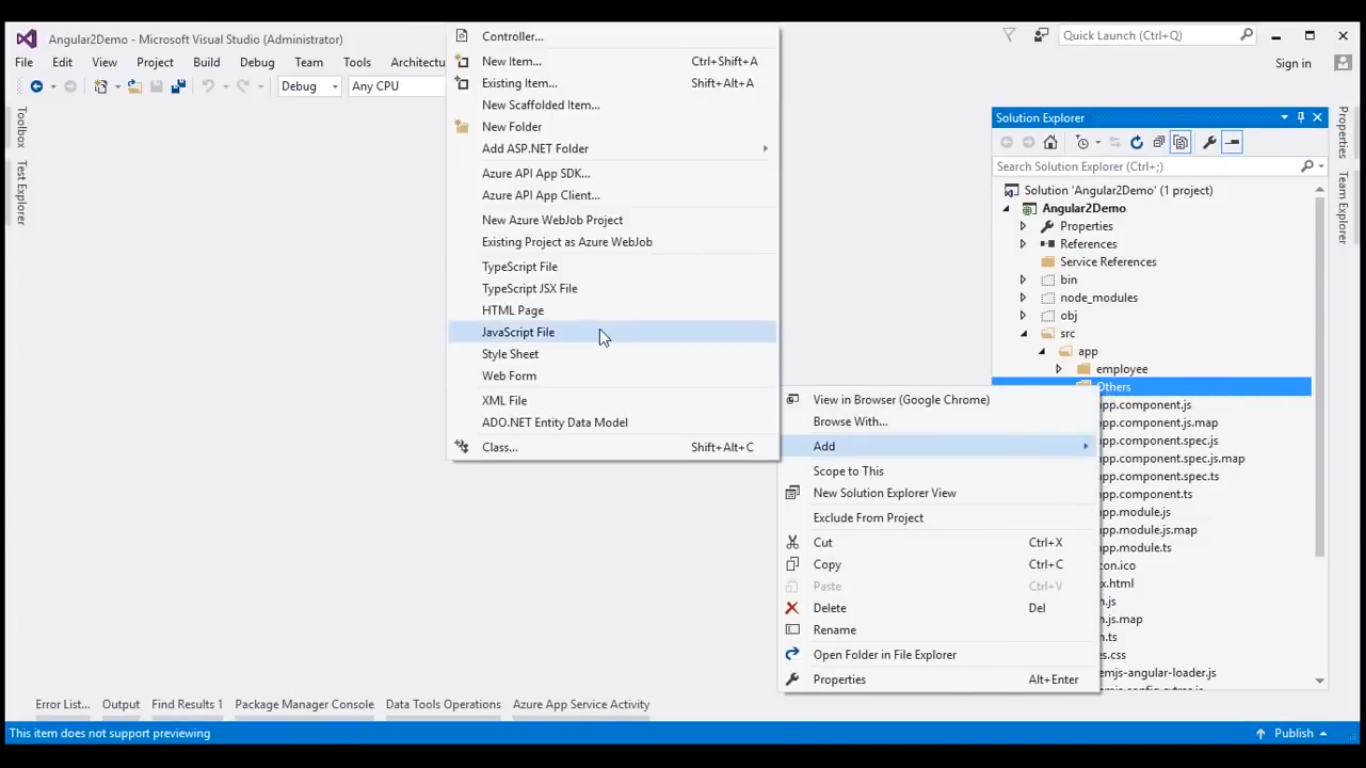 Angular2Demo - Microsoft Visual Studio (Administrator)
Quick Launch (Ctrl+Q)
File Edit View Project Build Debug Team Tools Architectu
Sign in
Debug Any CPU
Toolbox
Test Explorer
Controller...
New Item... Ctrl+Shift+A
Existing Item... Shift+Alt+A
New Scaffolded Item...
New Folder
Add ASP.NET Folder
Azure API App SDK...
Azure API App Client...
New Azure WebJob Project
Existing Project as Azure WebJob
TypeScript File
TypeScript JSX File
HTML Page
JavaScript File
Style Sheet
Web Form
XML File
ADO.NET Entity Data Model
Class... Shift+Alt+C
View in Browser (Google Chrome)
Browse With...
Add
Scope to This
New Solution Explorer View
Exclude From Project
Cut Ctrl+X
Copy Ctrl+C
Paste Ctrl+V
Delete Del
Rename
Open Folder in File Explorer
Properties Alt+Enter
Solution Explorer
Search Solution Explorer (Ctrl+;)
Solution 'Angular2Demo' (1 project)
Angular2Demo
Properties
References
Service References
bin
node_modules
obj
src
app
employee
Others
app.component.js
app.component.js.map
app.component.spec.js
app.component.spec.js.map
app.component.spec.ts
app.component.ts
app.module.js
app.module.js.map
app.module.ts
con.ico
x.html
n.js
n.js.map
n.ts
es.css
emjs-angular-loader.js
Properties
Team Explorer
Error List... Output Find Results 1 Package Manager Console Data Tools Operations Azure App Service Activity
This item does not support previewing
Publish